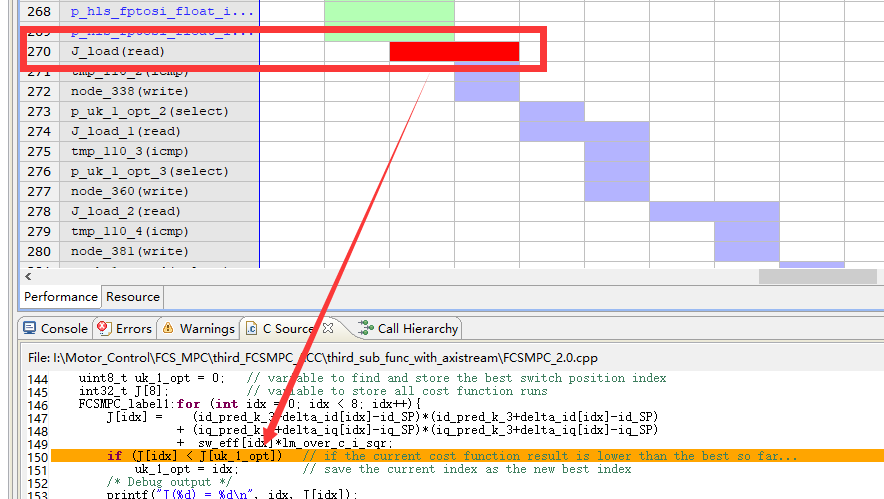 268 p_hls_fptosi_float_i...
269 p_hls_fptosi_float_i...
270 J_load(read)
271 tmp_110_2(icmp)
272 node_338(write)
273 p_uk_1_opt_2(select)
274 J_load_1(read)
275 tmp_110_3(icmp)
276 p_uk_1_opt_3(select)
277 node_360(write)
278 J_load_2(read)
279 tmp_110_4(icmp)
280 node_381(write)
Performance Resource
Console Errors Warnings C Source Call Hierarchy
File: I:\Motor_Control\FCS_MPC\third_FCSMPC_ACC\third_sub_func_with_axistream\FCSMPC_2.0.cpp
144 uint8_t uk_1_opt = 0; // variable to find and store the best switch position index
145 int32_t J[8]; // variable to store all cost function runs
146 FCSMPC_label1:for (int idx = 0; idx < 8; idx++){
147 J[idx] = (id_pred_k_3+delta_id[idx]-id_SP)*(id_pred_k_3+delta_id[idx]-id_SP)
148 + (iq_pred_k_3+delta_iq[idx]-iq_SP)*(iq_pred_k_3+delta_iq[idx]-iq_SP)
149 + sw_eff[idx]*lm_over_c_i_sqr;
150 if (J[idx] < J[uk_1_opt]) // if the current cost function result is lower than the best so far...
151 uk_1_opt = idx; // save the current index as the new best index
152 /* Debug output */
153 printf("J(%d) = %d\n", idx, J[idx]);